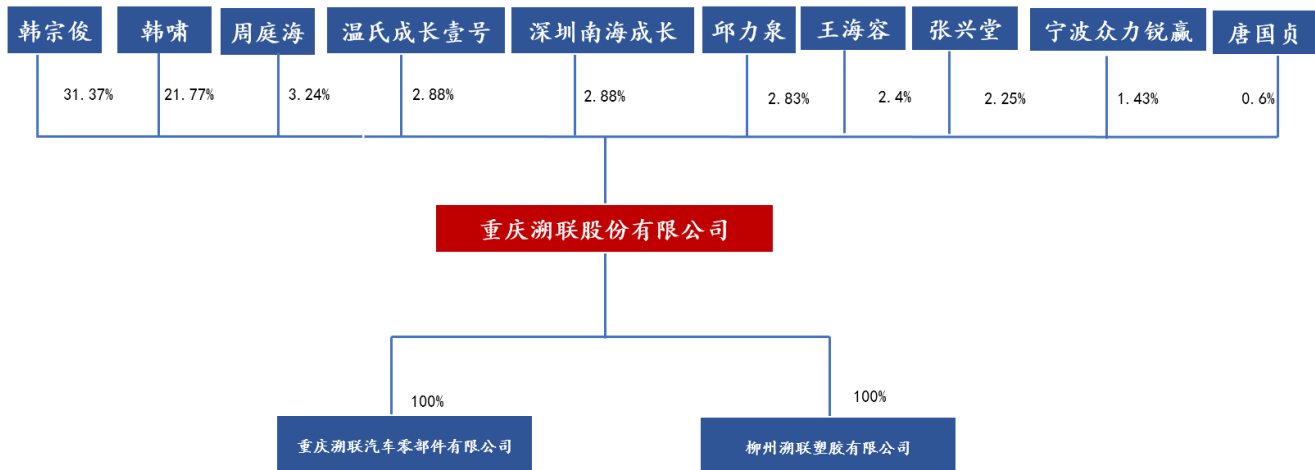 韩宗俊
韩啸
周庭海
温氏成长壹号
深圳南海成长
邱力泉
王海容
张兴堂
宁波众力锐赢
唐国贞
31.37%
21.77%
3.24%
2.88%
2.88%
2.83%
2.4%
2.25%
1.43%
0.6%
重庆溯联股份有限公司
100%
100%
重庆溯联汽车零部件有限公司
柳州溯联塑胶有限公司